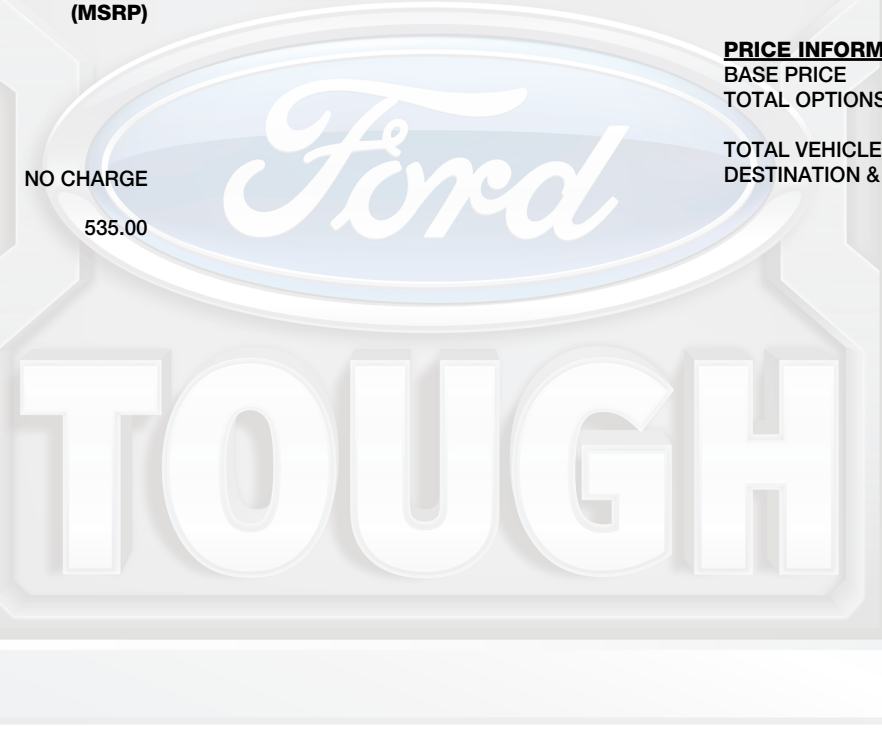 (MSRP)
NO CHARGE
535.00
PRICE INFORM
BASE PRICE
TOTAL OPTIONS
TOTAL VEHICLE
DESTINATION &
Ford
TOUGH